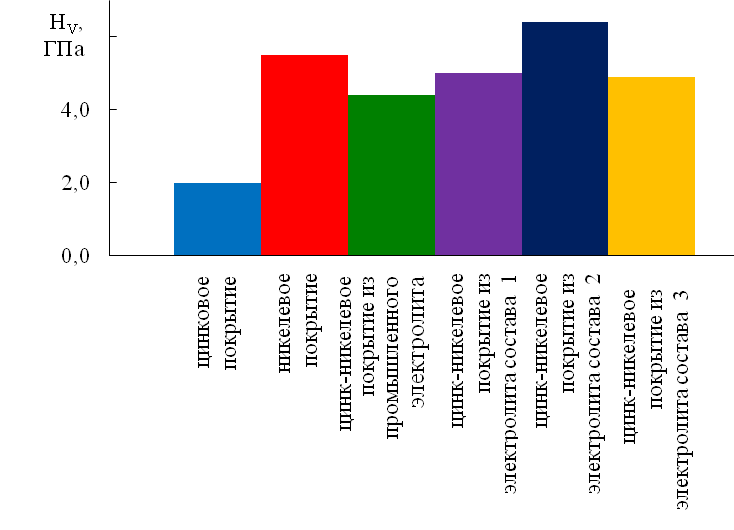 HV,
ГПа
4,0
2,0
0,0
цинковое
покрытие
никелевое
покрытие
цинк-никелевое
покрытие из
промышленного
электролита
цинк-никелевое
покрытие из
электролита состава 1
цинк-никелевое
покрытие из
электролита состава 2
цинк-никелевое
покрытие из
электролита состава 3